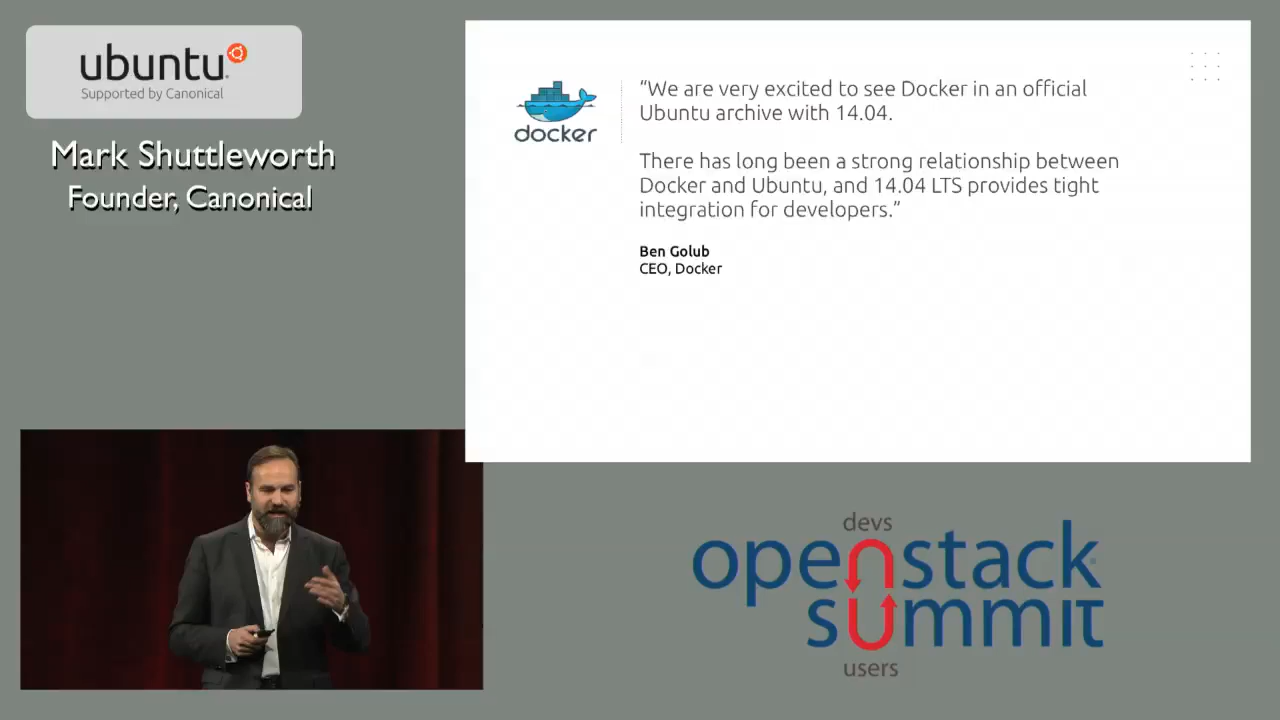 ubuntu
Supported by Canonical
Mark Shuttleworth
Founder, Canonical
docker
“We are very excited to see Docker in an official
Ubuntu archive with 14.04.
There has long been a strong relationship between
Docker and Ubuntu, and 14.04 LTS provides tight
integration for developers.”
Ben Golub
CEO, Docker
devs
openstack
summit
users